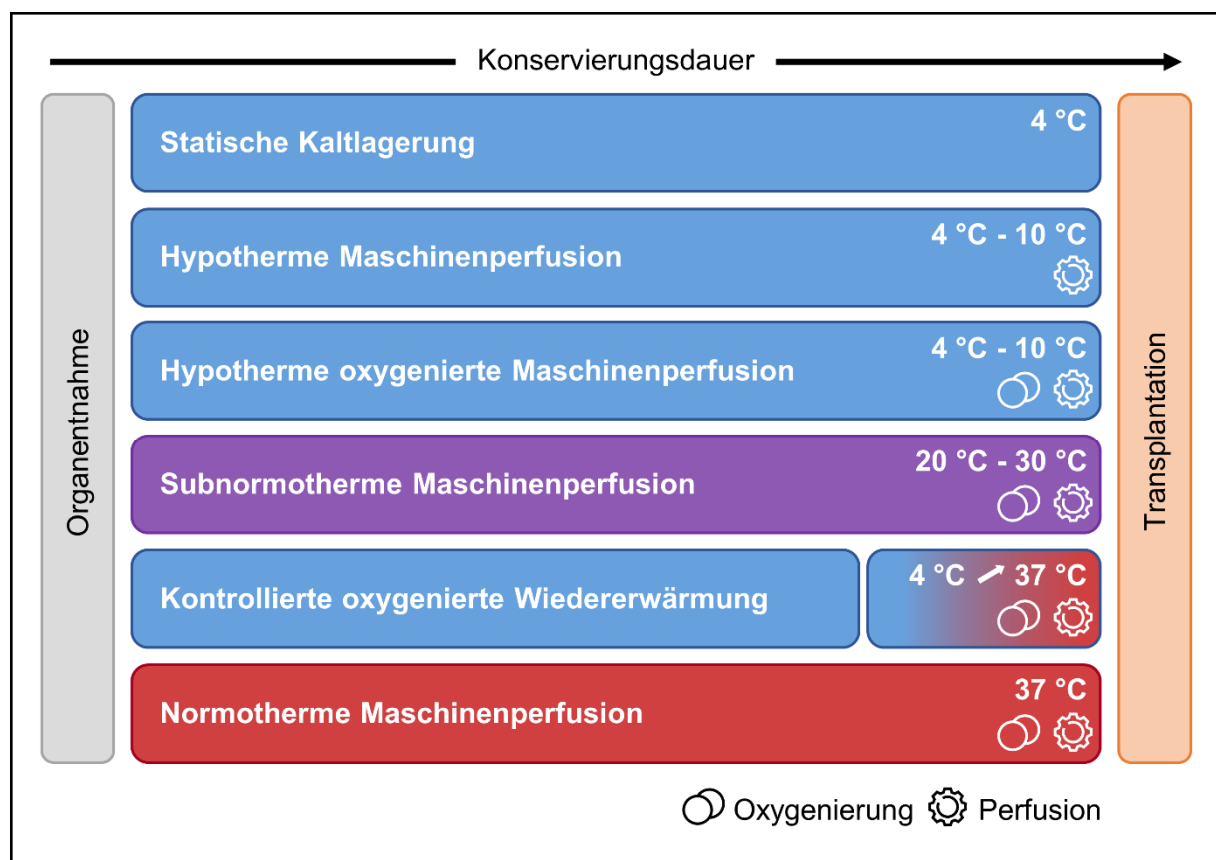 Konservierungsdauer
Organentnahme
Statische Kaltlagerung
4 °C
Hypotherme Maschinenperfusion
4 °C - 10 °C
Hypotherme oxygenierte Maschinenperfusion
4 °C - 10 °C
Subnormotherme Maschinenperfusion
20 °C - 30 °C
Kontrollierte oxygenierte Wiedererwärmung
4 °C 37 °C
Normotherme Maschinenperfusion
37 °C
Transplantation
Oxygenierung Perfusion